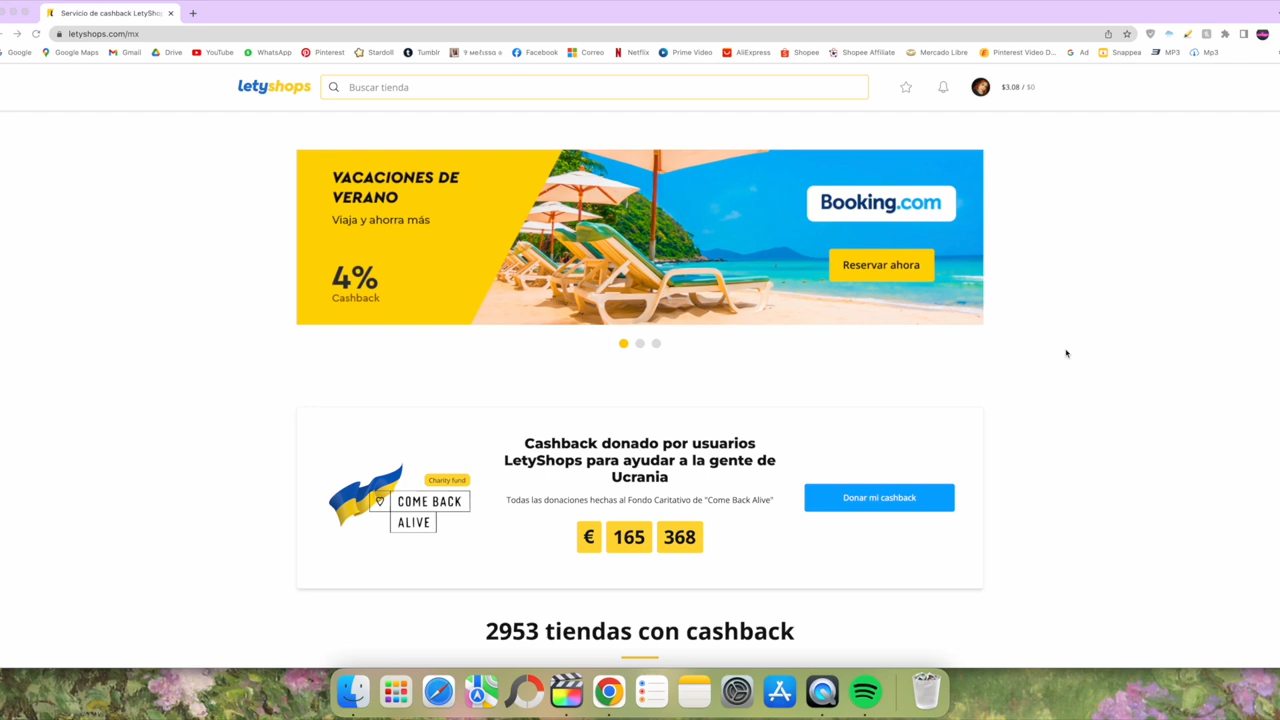 Servicio de cashback LetySho
letyshops.com/mx
Google
Google Maps
Gmail
Drive
YouTube
WhatsApp
Pinterest
Stardoll
Tumblr
Facebook
Correo
Netflix
Prime Video
AliExpress
Shopee
Shopee Affiliate
Mercado Libre
Pinterest Video D...
Ad
Snappea
MP3
Mp3
letyshops
Buscar tienda
$3.08 / $0
VACACIONES DE
VERANO
Viaja y ahorra más
4%
Cashback
Booking.com
Reservar ahora
Charity fund
COME BACK
ALIVE
Cashback donado por usuarios
LetyShops para ayudar a la gente de
Ucrania
Todas las donaciones hechas al Fondo Caritativo de "Come Back Alive"
€ 165 368
Donar mi cashback
2953 tiendas con cashback